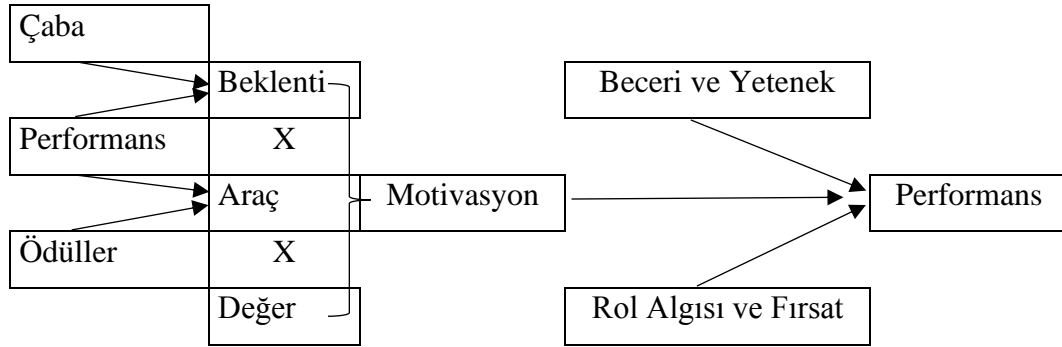 Çaba
Beklenti
Beceri ve Yetenek
Performans
X
Araç
Motivasyon
Performans
Ödüller
X
Değer
Rol Algısı ve Fırsat